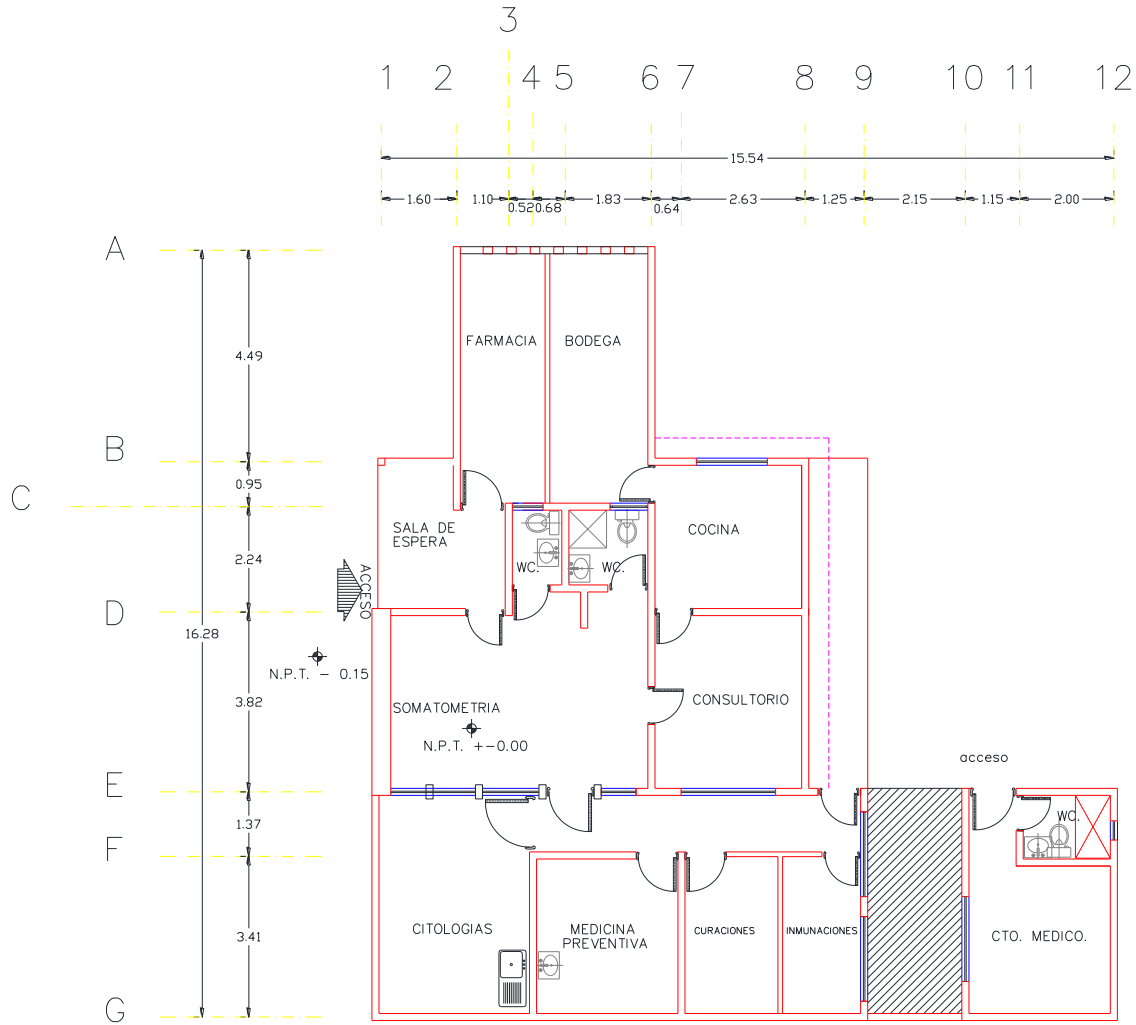 3
1 2 4 5 6 7 8 9 10 11 12
15.54
1.60 1.10 0.52 0.68 1.83 0.64 2.63 1.25 2.15 1.15 2.00
A
4.49
FARMACIA BODEGA
B
0.95
C
SALA DE
ESPERA
COCINA
2.24
WC. WC.
ACCESO
D
16.28
N.P.T. - 0.15
3.82
SOMATOMETRIA
CONSULTORIO
N.P.T. +-0.00
acceso
E
1.37
WC.
F
CITOLOGIAS
MEDICINA
PREVENTIVA
CURACIONES
INMUNACIONES
CTO. MEDICO.
3.41
G